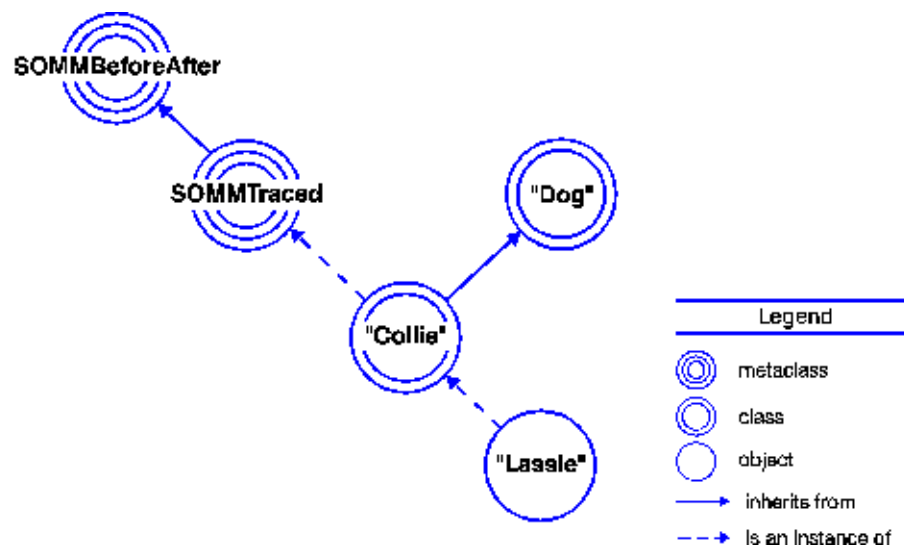 SOMMBeforeAfter
SOMMTraced
"Dog"
"Collie"
"Lassie"
Legend
metaclass
class
object
inherits from
is an instance of